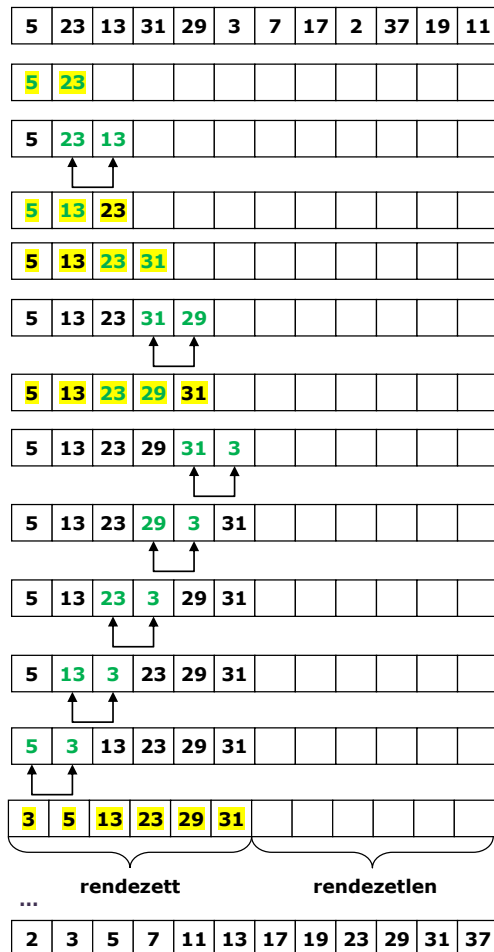 5 23 13 31 29 3 7 17 2 37 19 11
5 23
5 23 13
5 13 23
5 13 23 31
5 13 23 31 29
5 13 23 29 31
5 13 23 29 31 3
5 13 23 29 3 31
5 13 23 3 29 31
5 13 3 23 29 31
5 3 13 23 29 31
3 5 13 23 29 31
rendezett rendezetlen
...
2 3 5 7 11 13 17 19 23 29 31 37